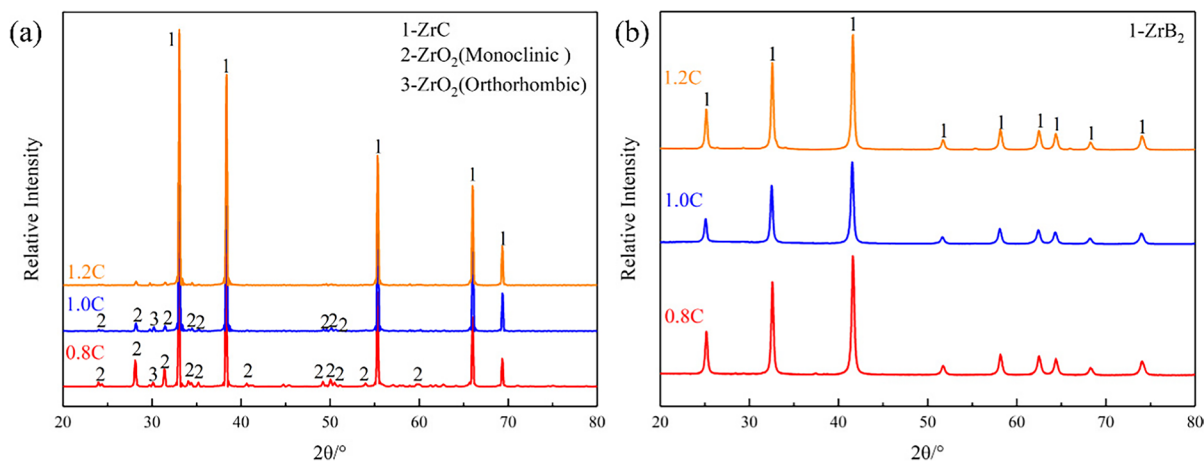 (a)
1-ZrC
2-ZrO₂(Monoclinic )
3-ZrO₂(Orthorhombic)
1 1 1 1 1
1.2C
1.0C
2 2 3 2 2 2 2 2 2
0.8C
2 2 3 2 2 2 2 2 2 2 2 2
Relative Intensity
20 30 40 50 60 70 80
2θ/°
(b)
1-ZrB₂
1 1 1 1 1 1 1 1 1
1.2C
1.0C
0.8C
Relative Intensity
20 30 40 50 60 70 80
2θ/°